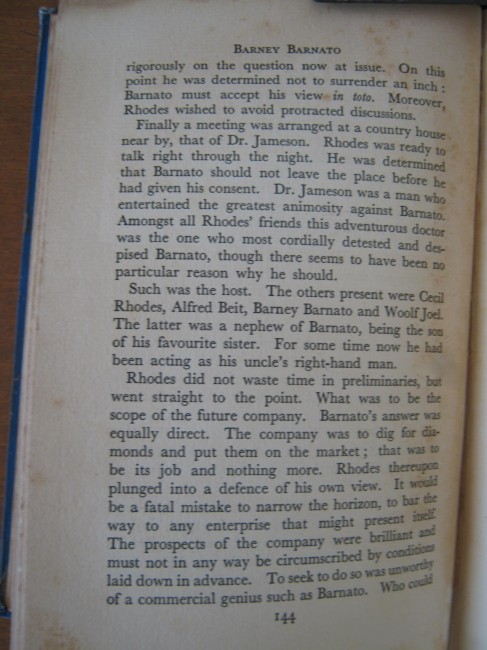 BARNEY BARNATO
rigorously on the question now at issue. On this
point he was determined not to surrender an inch :
Barnato must accept his view in toto. Moreover,
Rhodes wished to avoid protracted discussions.
Finally a meeting was arranged at a country house
near by, that of Dr. Jameson. Rhodes was ready to
talk right through the night. He was determined
that Barnato should not leave the place before he
had given his consent. Dr. Jameson was a man who
entertained the greatest animosity against Barnato.
Amongst all Rhodes' friends this adventurous doctor
was the one who most cordially detested and des-
pised Barnato, though there seems to have been no
particular reason why he should.
Such was the host. The others present were Cecil
Rhodes, Alfred Beit, Barney Barnato and Woolf Joel.
The latter was a nephew of Barnato, being the son
of his favourite sister. For some time now he had
been acting as his uncle's right-hand man.
Rhodes did not waste time in preliminaries, but
went straight to the point. What was to be the
scope of the future company. Barnato's answer was
equally direct. The company was to dig for dia-
monds and put them on the market ; that was to
be its job and nothing more. Rhodes thereupon
plunged into a defence of his own view. It would
be a fatal mistake to narrow the horizon, to bar the
way to any enterprise that might present itself.
The prospects of the company were brilliant and
must not in any way be circumscribed by conditions
laid down in advance. To seek to do so was unworthy
of a commercial genius such as Barnato. Who could
144